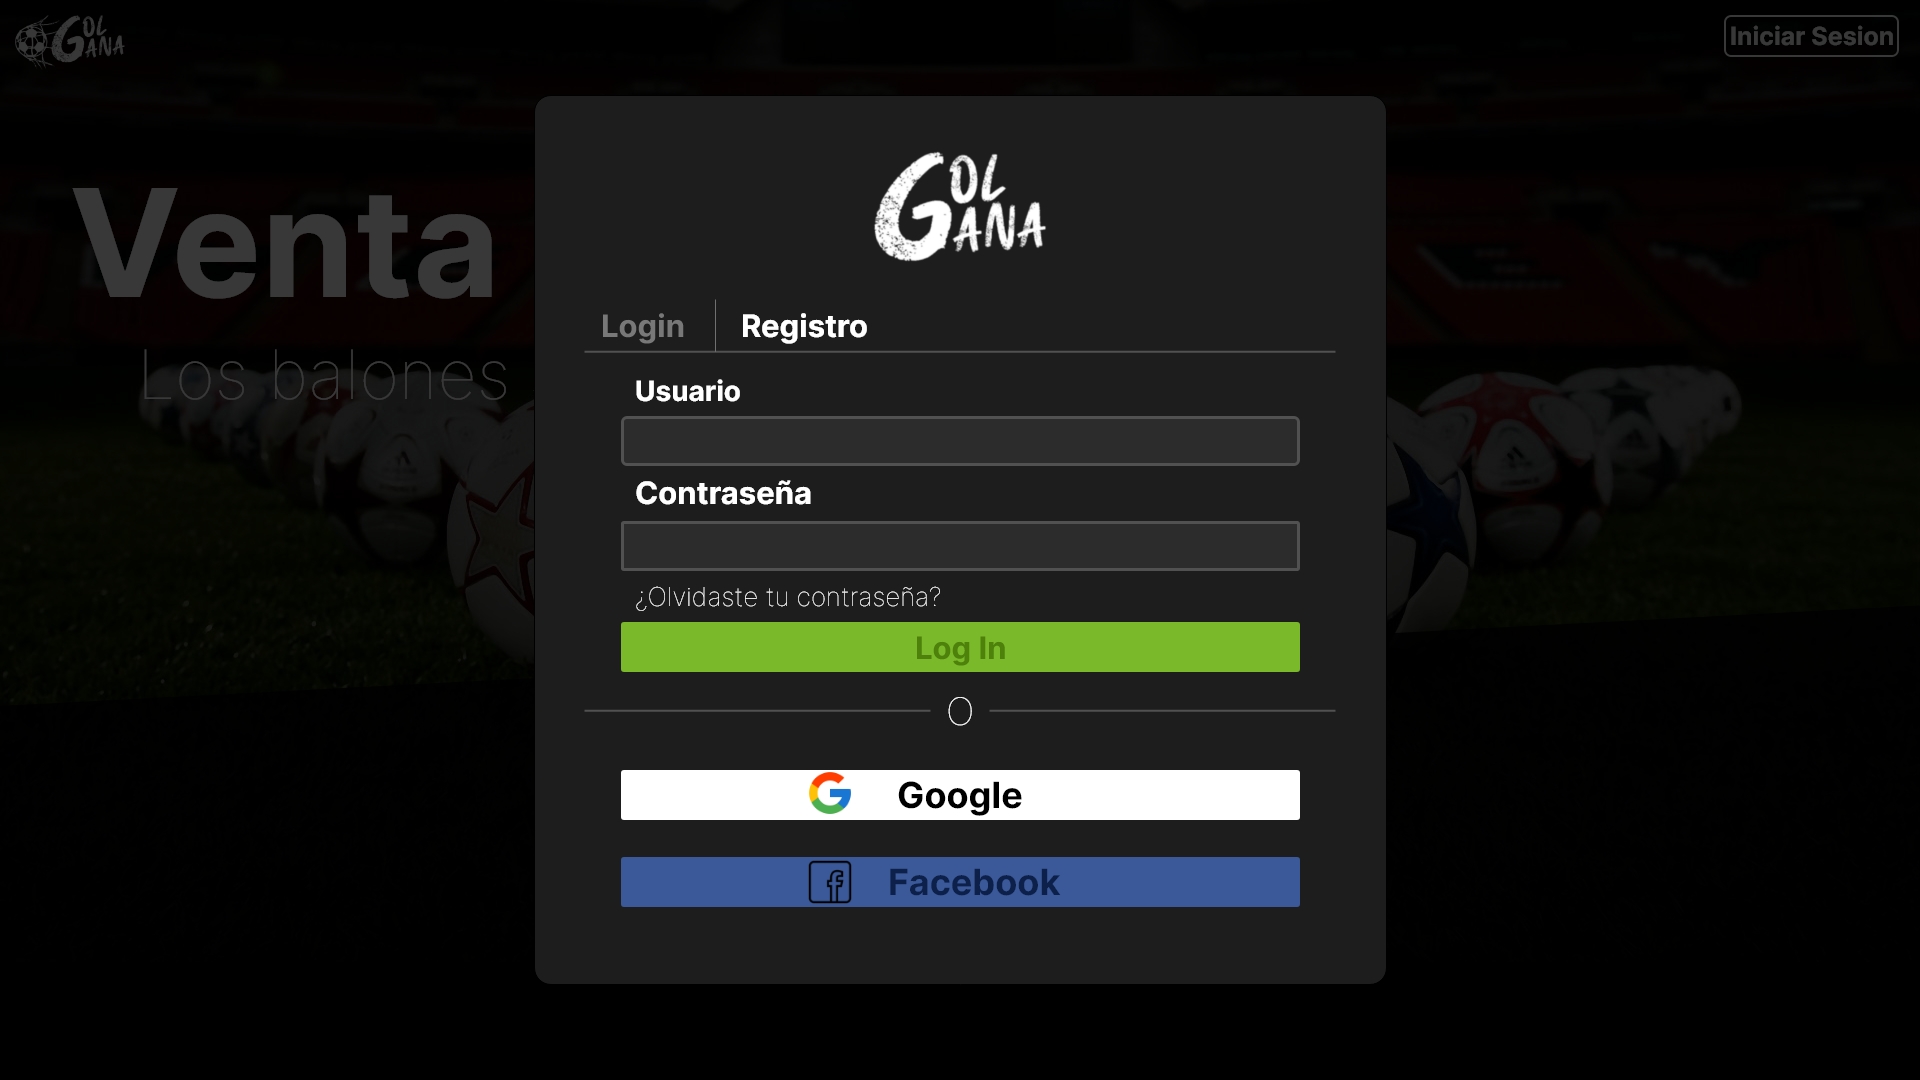 GOL
GANA
Iniciar Sesion
Venta
Los balones
GOL
GANA
Login
Registro
Usuario
Contraseña
¿Olvidaste tu contraseña?
Log In
O
Google
Facebook